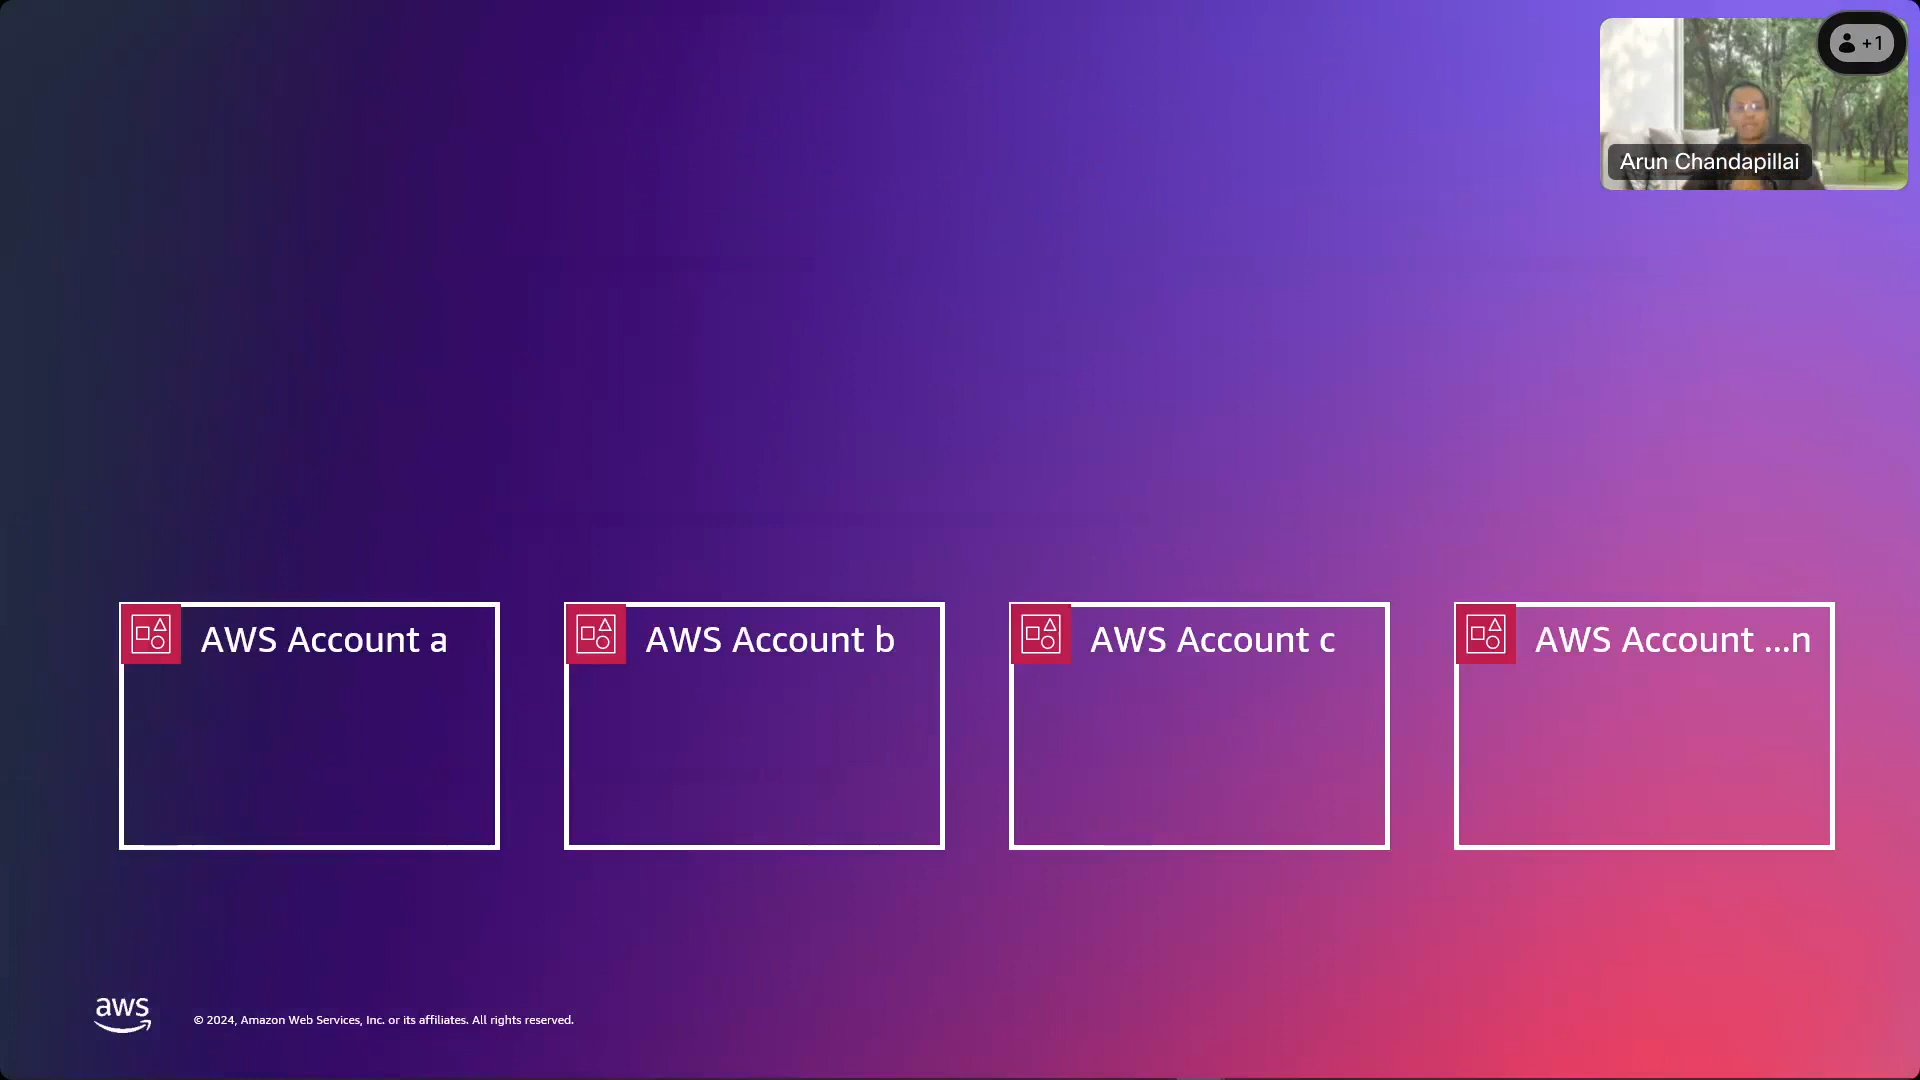 +1
Arun Chandapillai
AWS Account a
AWS Account b
AWS Account c
AWS Account ...n
aws
© 2024, Amazon Web Services, Inc. or its affiliates. All rights reserved.